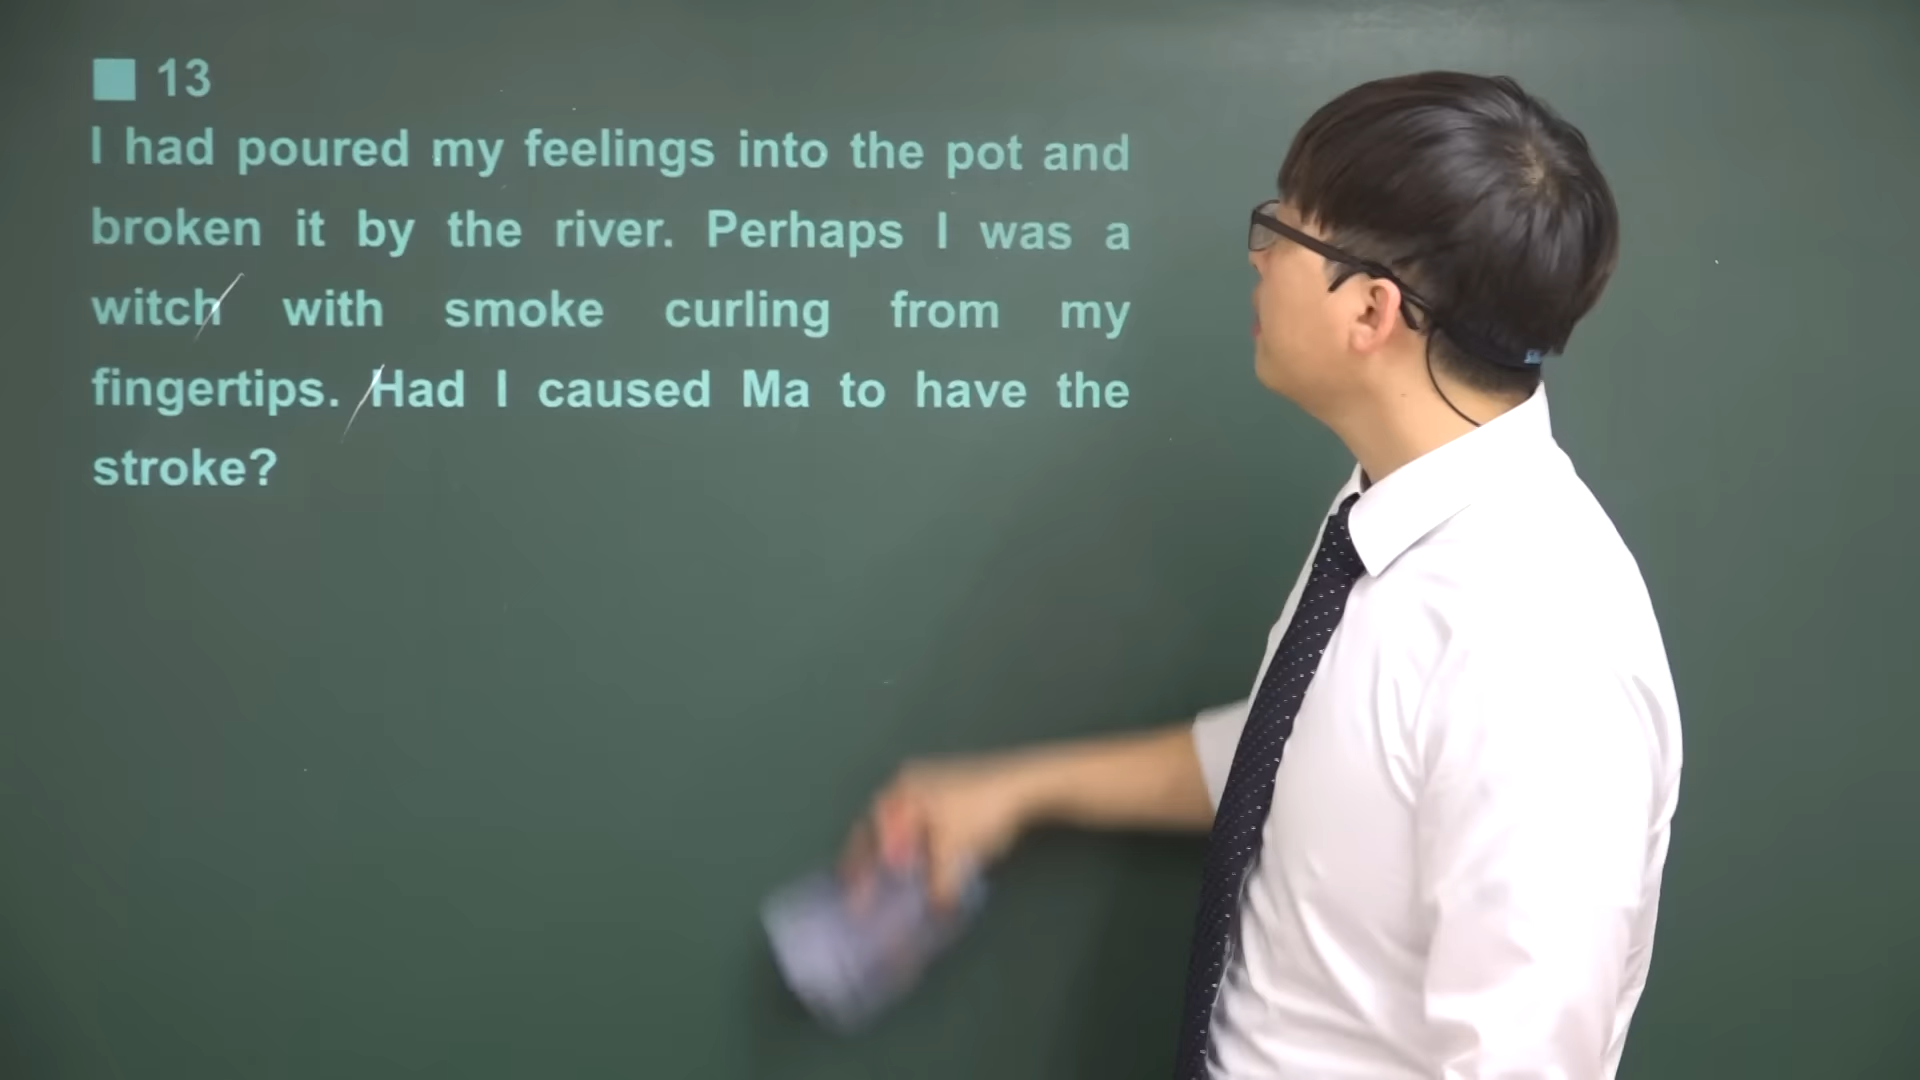 13
I had poured my feelings into the pot and
broken it by the river. Perhaps I was a
witch with smoke curling from my
fingertips. Had I caused Ma to have the
stroke?